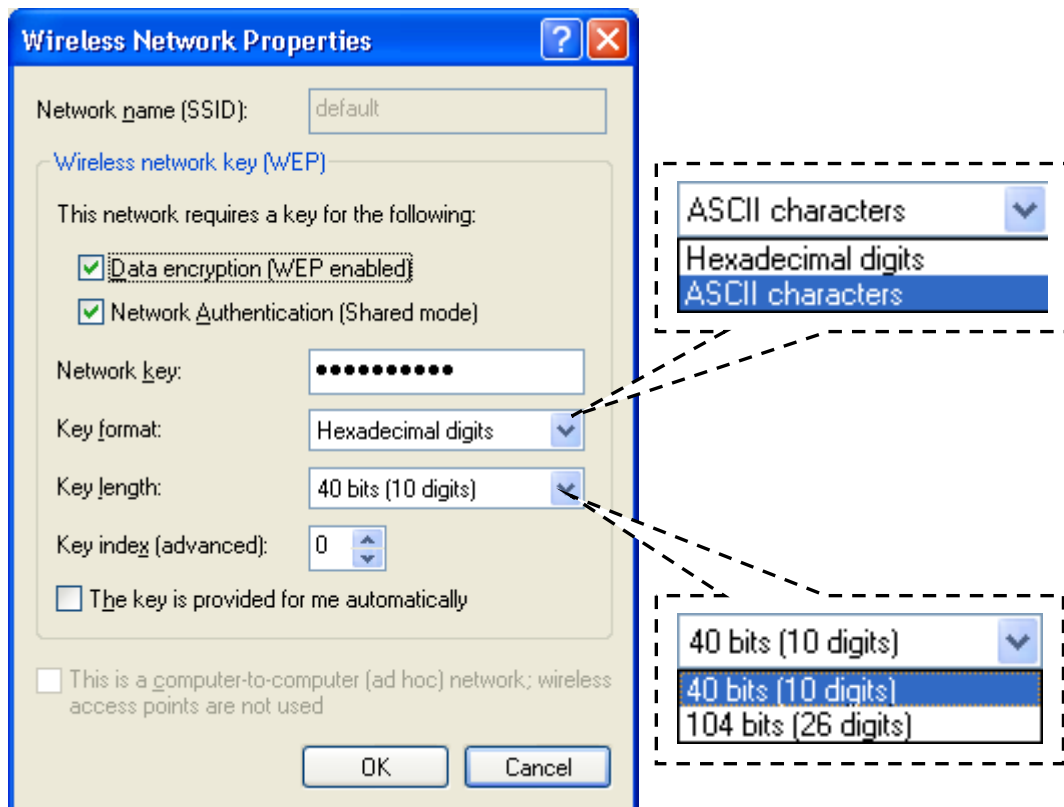 Wireless Network Properties
Network name (SSID):
default
Wireless network key (WEP)
This network requires a key for the following:
Data encryption (WEP enabled)
Network Authentication (Shared mode)
Network key:
Key format:
Hexadecimal digits
Key length:
40 bits (10 digits)
Key index (advanced):
0
The key is provided for me automatically
This is a computer-to-computer (ad hoc) network; wireless
access points are not used
OK
Cancel
ASCII characters
Hexadecimal digits
ASCII characters
40 bits (10 digits)
40 bits (10 digits)
104 bits (26 digits)